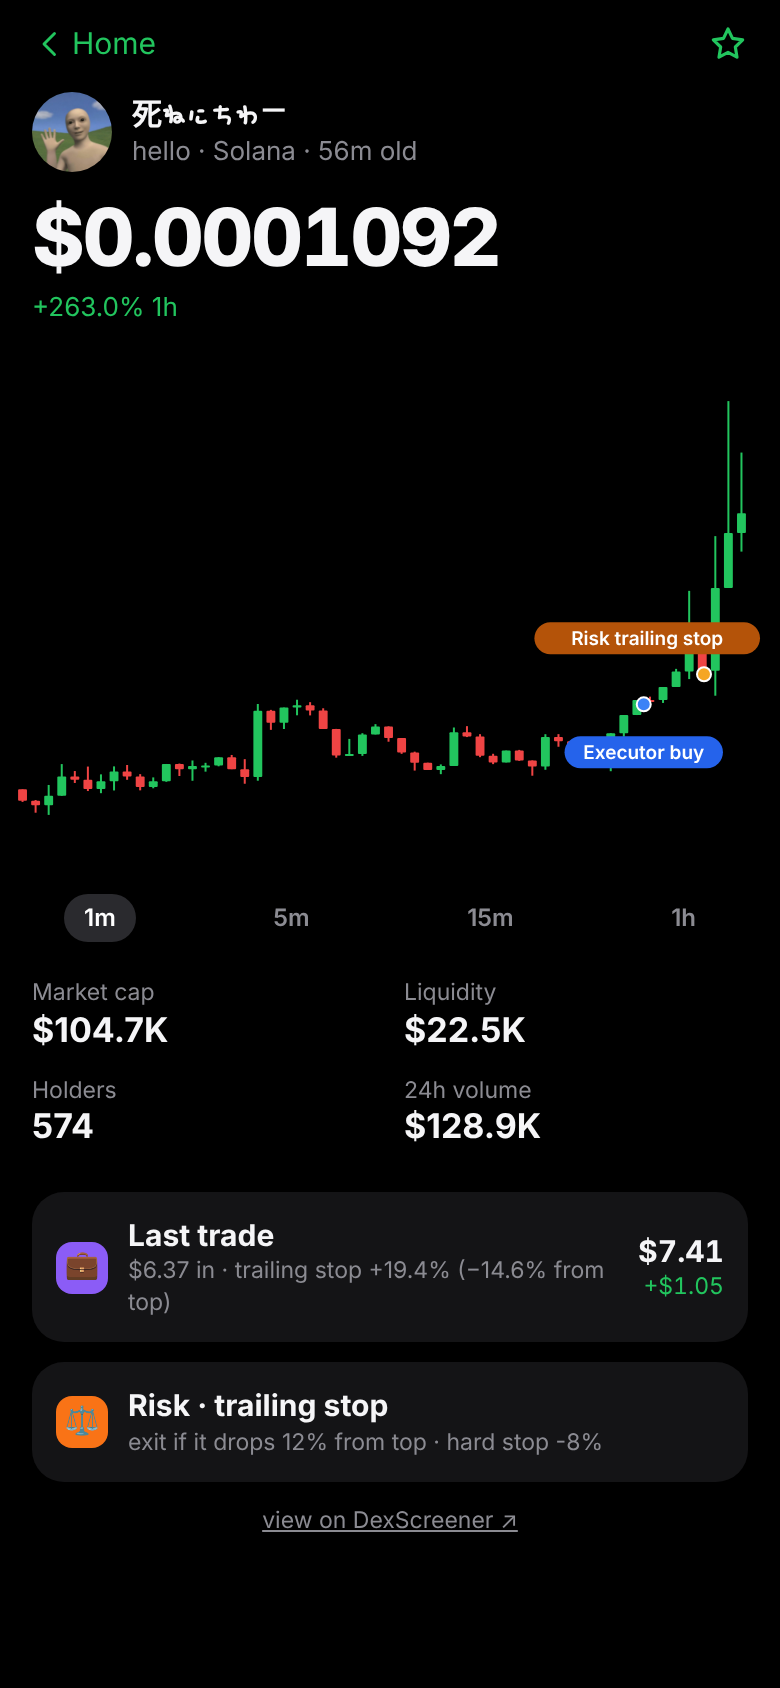 Home
死ねにちわー
hello · Solana · 56m old
$0.0001092
+263.0% 1h
Risk trailing stop
Executor buy
1m 5m 15m 1h
Market cap Liquidity
$104.7K $22.5K
Holders 24h volume
574 $128.9K
Last trade
$6.37 in · trailing stop +19.4% (−14.6% from
top)
$7.41
+$1.05
Risk · trailing stop
exit if it drops 12% from top · hard stop -8%
view on DexScreener ↗